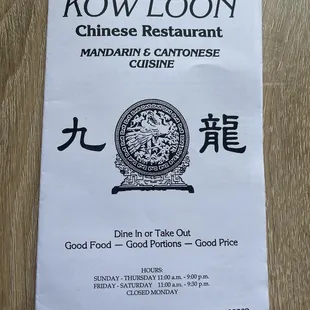 KOW LOON
Chinese Restaurant
MANDARIN & CANTONESE
CUISINE
九 龍
Dine In or Take Out
Good Food — Good Portions — Good Price
HOURS:
SUNDAY - THURSDAY 11:00 a.m. - 9:00 p.m.
FRIDAY - SATURDAY 11:00 a.m. - 9:30 p.m.
CLOSED MONDAY